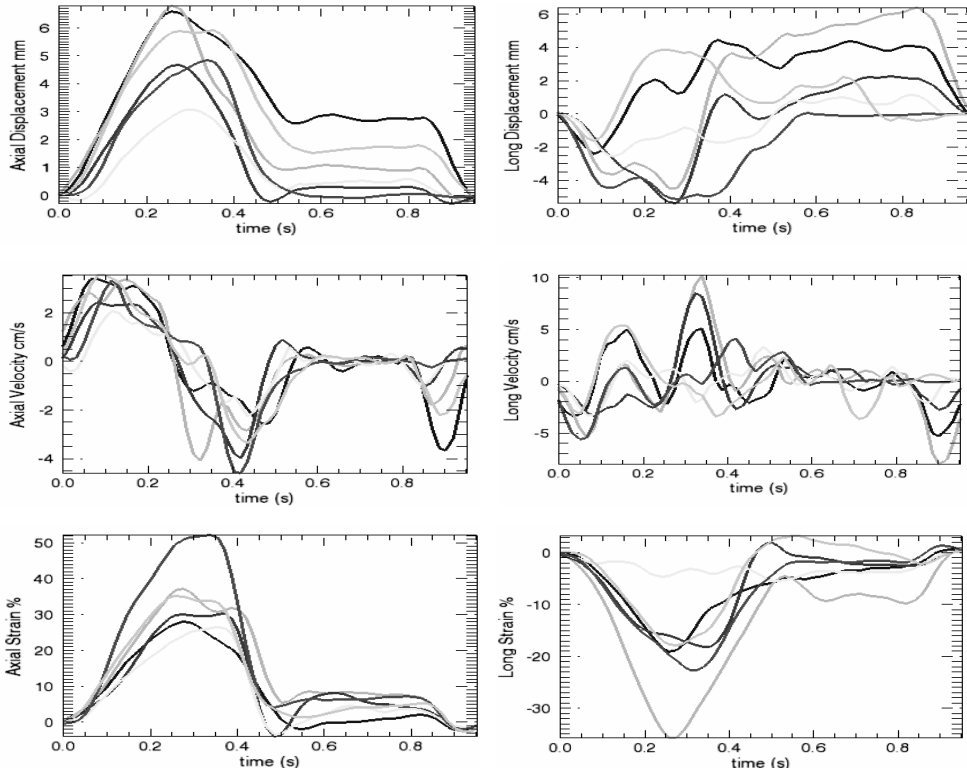 Axial Displacement mm
6
5
4
3
2
1
0
0.0 0.2 0.4 0.6 0.8
time (s)
Long Displacement mm
6
4
2
0
-2
-4
0.0 0.2 0.4 0.6 0.8
time (s)
Axial Velocity cm/s
2
0
-2
-4
0.0 0.2 0.4 0.6 0.8
time (s)
Long Velocity cm/s
10
5
0
-5
0.0 0.2 0.4 0.6 0.8
time (s)
Axial Strain %
50
40
30
20
10
0
0.0 0.2 0.4 0.6 0.8
time (s)
Long Strain %
0
-10
-20
-30
0.0 0.2 0.4 0.6 0.8
time (s)